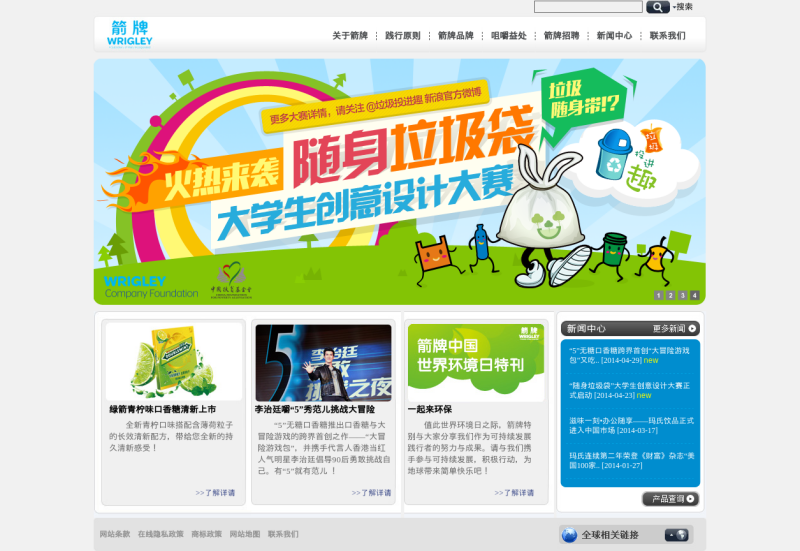 搜索
箭牌
WRIGLEY
关于箭牌
践行原则
箭牌品牌
咀嚼益处
箭牌招聘
新闻中心
联系我们
更多大赛详情，请关注 @垃圾投进趣 新浪官方微博
垃圾
随身带!?
火热来袭 随身垃圾袋
大学生创意设计大赛
垃圾
投进
趣
WRIGLEY
Company Foundation
1 2 3 4
绿箭青柠味口香糖清新上市
全新青柠口味搭配含薄荷粒子
的长效清新配方，带给您全新的持
久清新感受！
>>了解详请
5
李治廷
李治廷嚼“5”秀范儿挑战大冒险
“5”无糖口香糖推出口香糖与大
冒险游戏的跨界首创之作——“大冒
险游戏包”。并携手代言人香港当红
人气明星李治廷倡导90后勇敢挑战自
己。有“5”就有范儿 ！
>>了解详请
箭牌
箭牌中国
世界环境日特刊
一起来环保
值此世界环境日之际，箭牌特
别与大家分享我们作为可持续发展
践行者的努力与成果。请与我们携
手参与可持续发展。积极行动，为
地球带来简单快乐吧！
>>了解详请
新闻中心
更多新闻
“5”无糖口香糖跨界首创“大冒险游戏
包”又吃.. [2014-04-29] new
“随身垃圾袋”大学生创意设计大赛正
式启动 [2014-04-23] new
滋味一刻•办公随享——玛氏饮品正式
进入中国市场 [2014-03-17]
玛氏连续第二年荣登《财富》杂志“美
国100家.. [2014-01-27]
产品查询
网站条款 在线隐私政策 商标政策 网站地图 联系我们
全球相关链接